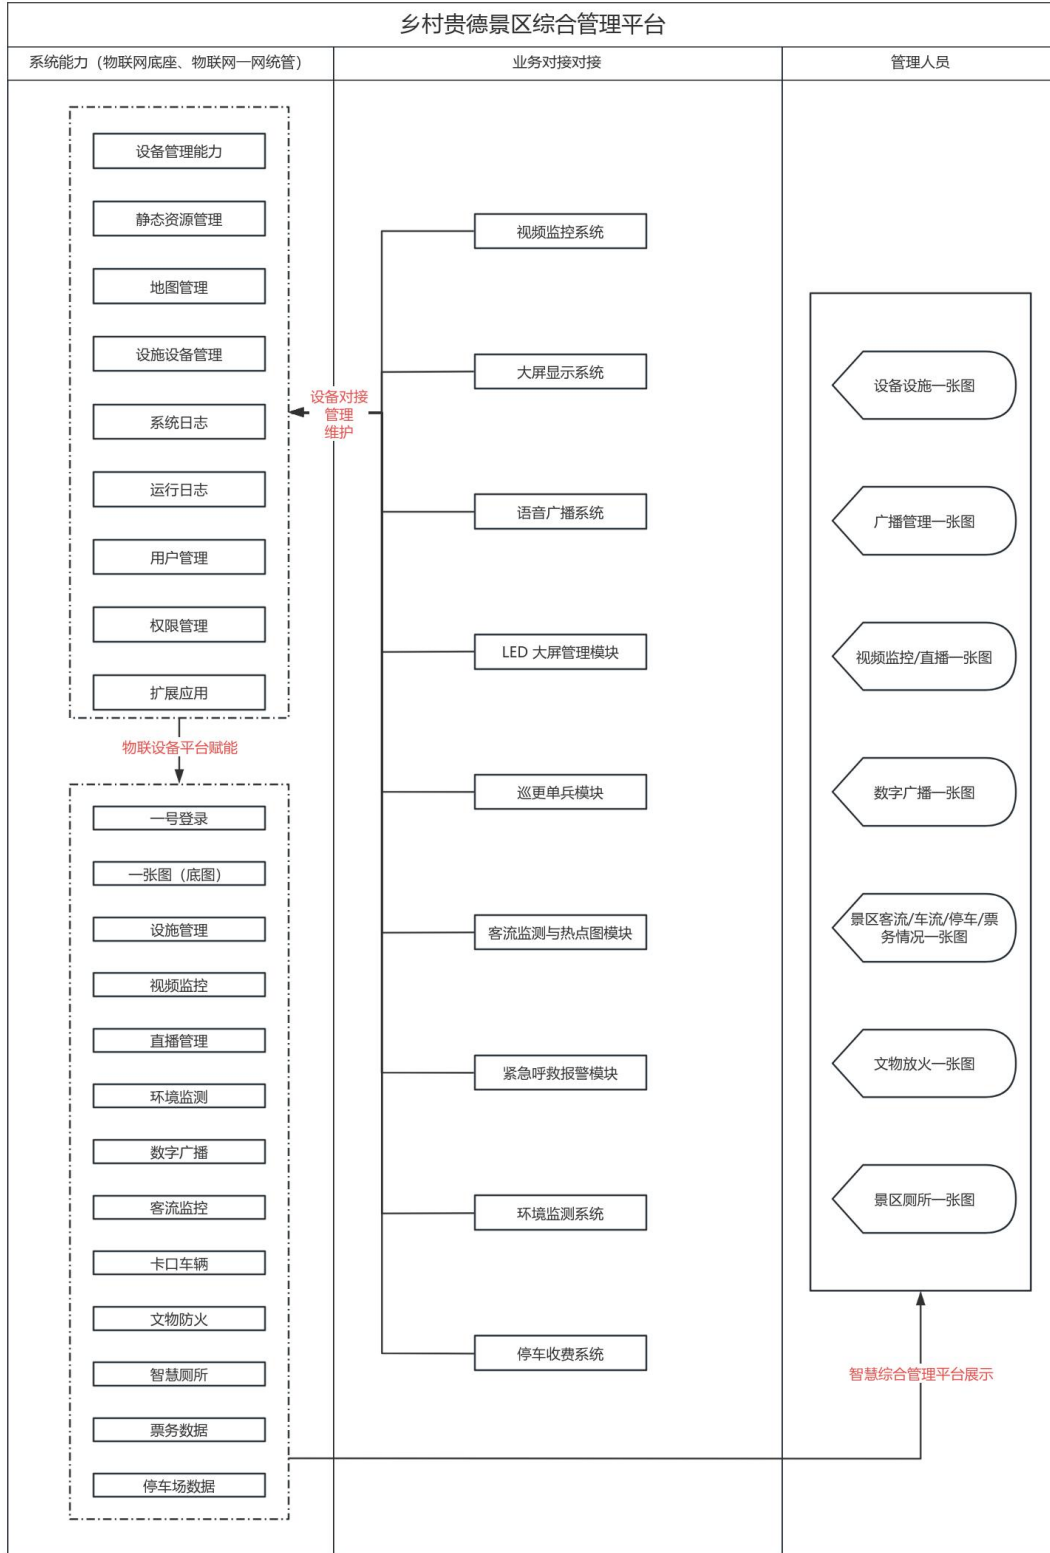 乡村贵德景区综合管理平台
系统能力（物联网底座、物联网一网统管）
业务对接对接
管理人员
设备管理能力
静态资源管理
地图管理
设施设备管理
系统日志
运行日志
用户管理
权限管理
扩展应用
物联设备平台赋能
一号登录
一张图（底图）
设施管理
视频监控
直播管理
环境监测
数字广播
客流监控
卡口车辆
文物防火
智慧厕所
票务数据
停车场数据
设备对接
管理
维护
视频监控系统
大屏显示系统
语音广播系统
LED 大屏管理模块
巡更单兵模块
客流监测与热点图模块
紧急呼救报警模块
环境监测系统
停车收费系统
设备设施一张图
广播管理一张图
视频监控/直播一张图
数字广播一张图
景区客流/车流/停车/票
务情况一张图
文物放火一张图
景区厕所一张图
智慧综合管理平台展示